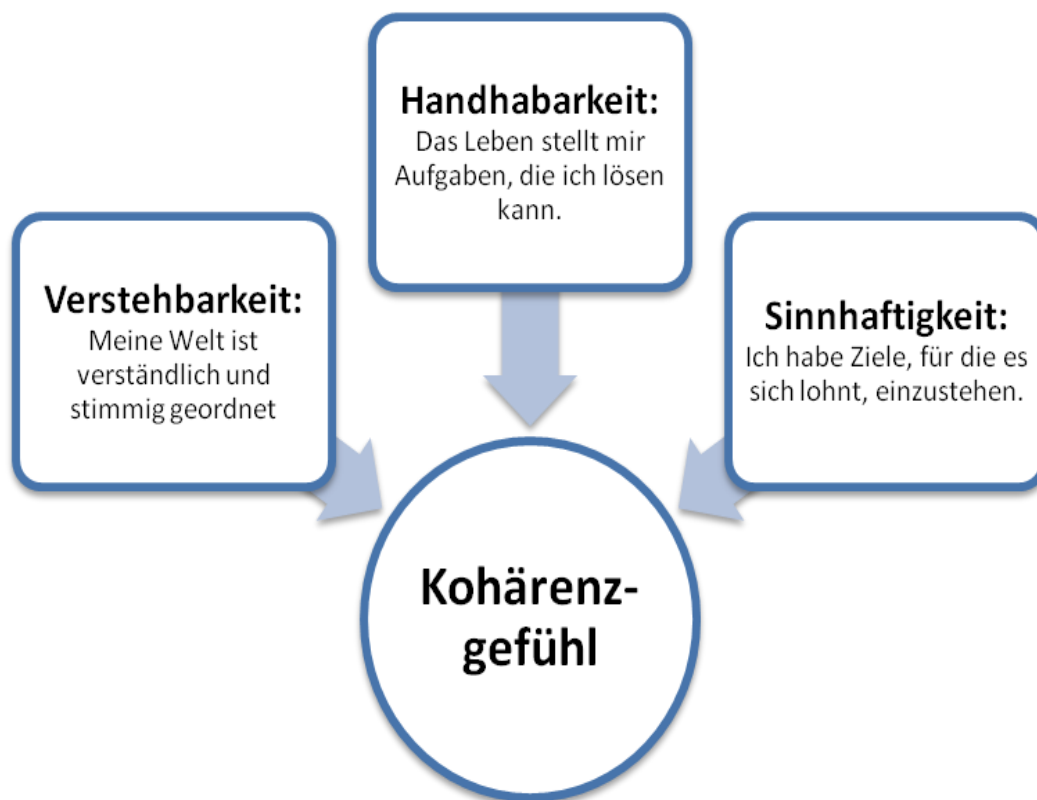 Handhabarkeit:
Das Leben stellt mir
Aufgaben, die ich lösen
kann.
Verstehbarkeit:
Meine Welt ist
verständlich und
stimmig geordnet
Sinnhaftigkeit:
Ich habe Ziele, für die es
sich lohnt, einzustehen.
Kohärenz-
gefühl